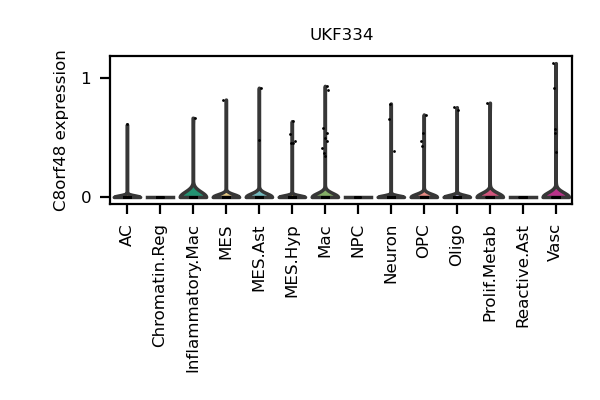 UKF334
C8orf48 expression
1
0
AC
Chromatin.Reg
Inflammatory.Mac
MES
MES.Ast
MES.Hyp
Mac
NPC
Neuron
OPC
Oligo
Prolif.Metab
Reactive.Ast
Vasc